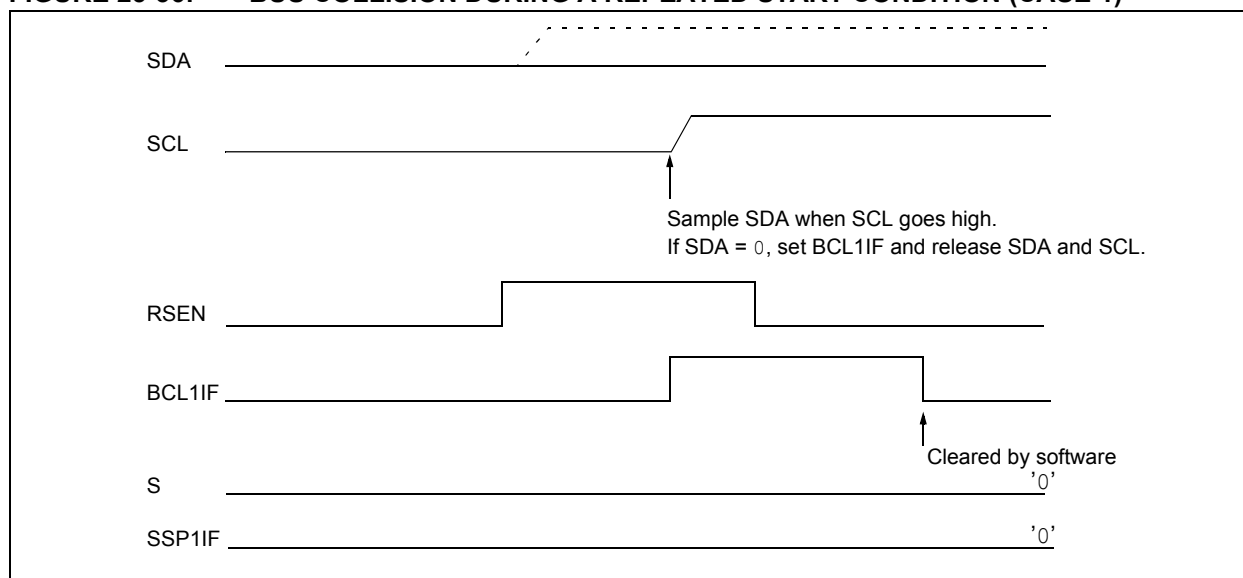 SDA
SCL
Sample SDA when SCL goes high.
If SDA = 0, set BCL1IF and release SDA and SCL.
RSEN
BCL1IF
Cleared by software
S
'0'
SSP1IF
'0'